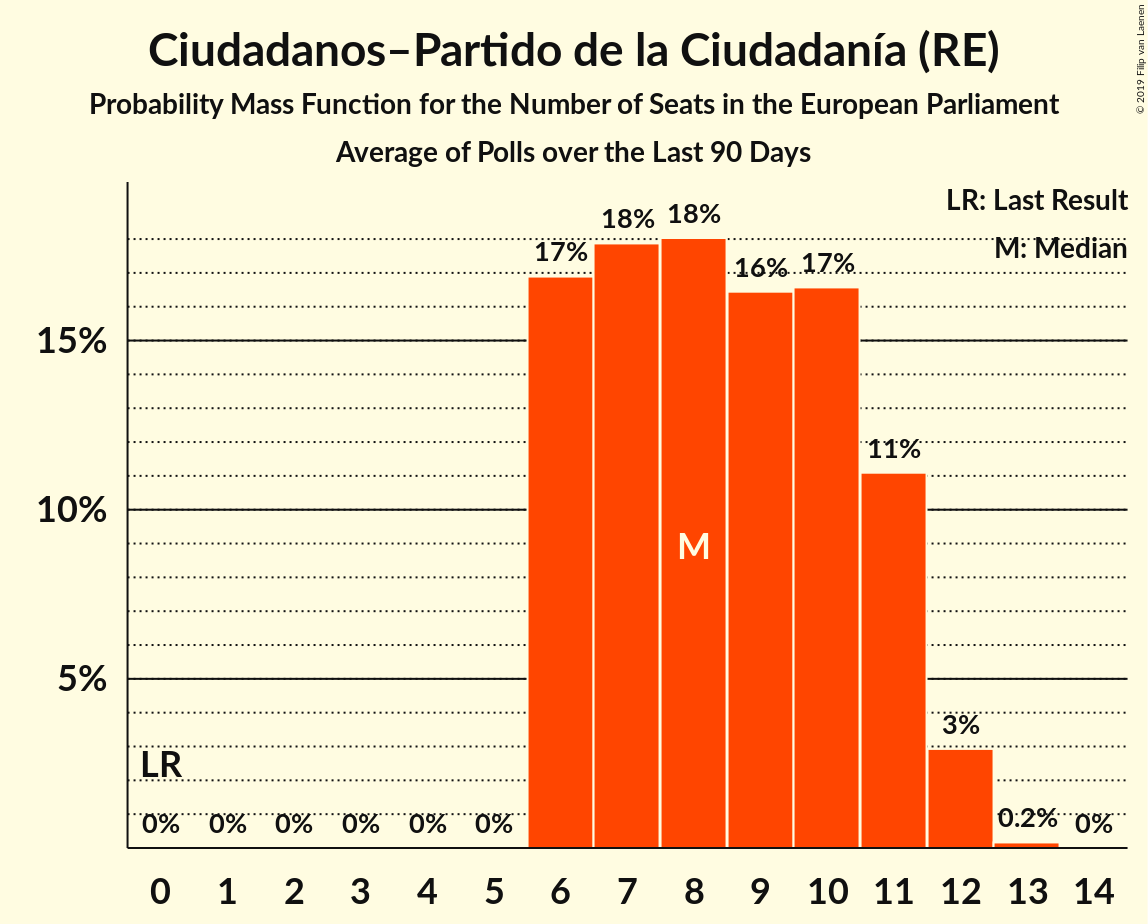 Ciudadanos–Partido de la Ciudadanía (RE)
Probability Mass Function for the Number of Seats in the European Parliament
Average of Polls over the Last 90 Days
© 2019 Filip van Laenen
LR: Last Result
M: Median
18% 18%
17% 16% 17%
15%
11%
10%
M
5%
3%
LR
0% 0% 0% 0% 0% 0% 0.2% 0%
0 1 2 3 4 5 6 7 8 9 10 11 12 13 14